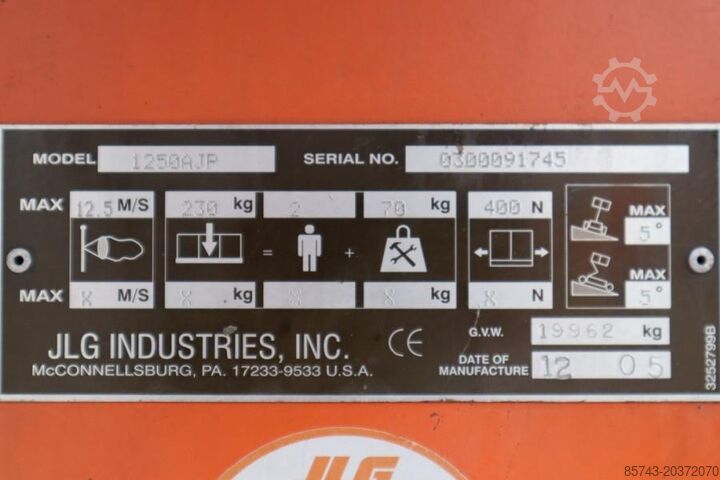 MODEL 1250AJP SERIAL NO. 0300091745
MAX 12.5 M/S 230 kg 2 70 kg 400 N MAX 5°
= +
MAX X M/S X kg X X kg X N MAX 5°
G.V.W. 19962 kg
JLG INDUSTRIES, INC. CE
McCONNELLSBURG, PA. 17233-9533 U.S.A.
DATE OF MANUFACTURE 12 05
3252799B
JLG
85743-20372070